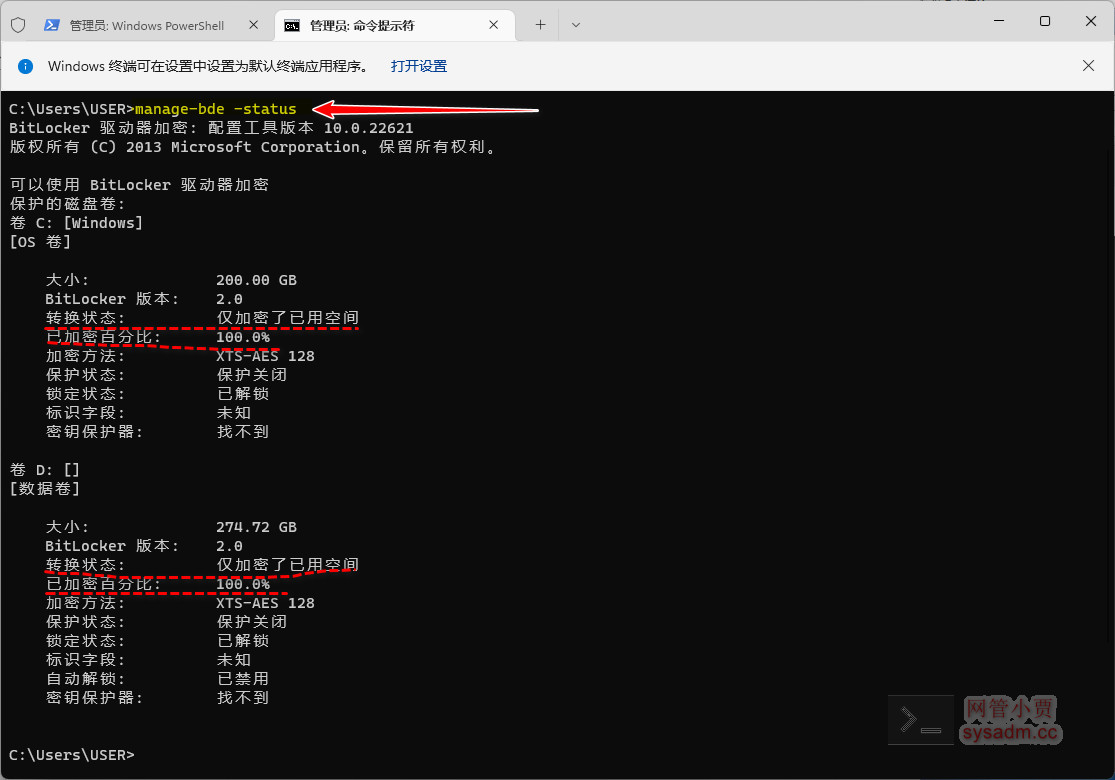 管理员: Windows PowerShell
管理员: 命令提示符
Windows 终端可在设置中设置为默认终端应用程序。 打开设置
C:\Users\USER>manage-bde -status
BitLocker 驱动器加密: 配置工具版本 10.0.22621
版权所有 (C) 2013 Microsoft Corporation。保留所有权利。
可以使用 BitLocker 驱动器加密
保护的磁盘卷:
卷 C: [Windows]
[OS 卷]
大小: 200.00 GB
BitLocker 版本: 2.0
转换状态: 仅加密了已用空间
已加密百分比: 100.0%
加密方法: XTS-AES 128
保护状态: 保护关闭
锁定状态: 已解锁
标识字段: 未知
密钥保护器: 找不到
卷 D: []
[数据卷]
大小: 274.72 GB
BitLocker 版本: 2.0
转换状态: 仅加密了已用空间
已加密百分比: 100.0%
加密方法: XTS-AES 128
保护状态: 保护关闭
锁定状态: 已解锁
标识字段: 未知
自动解锁: 已禁用
密钥保护器: 找不到
C:\Users\USER>
网管小贾
sysadm.cc